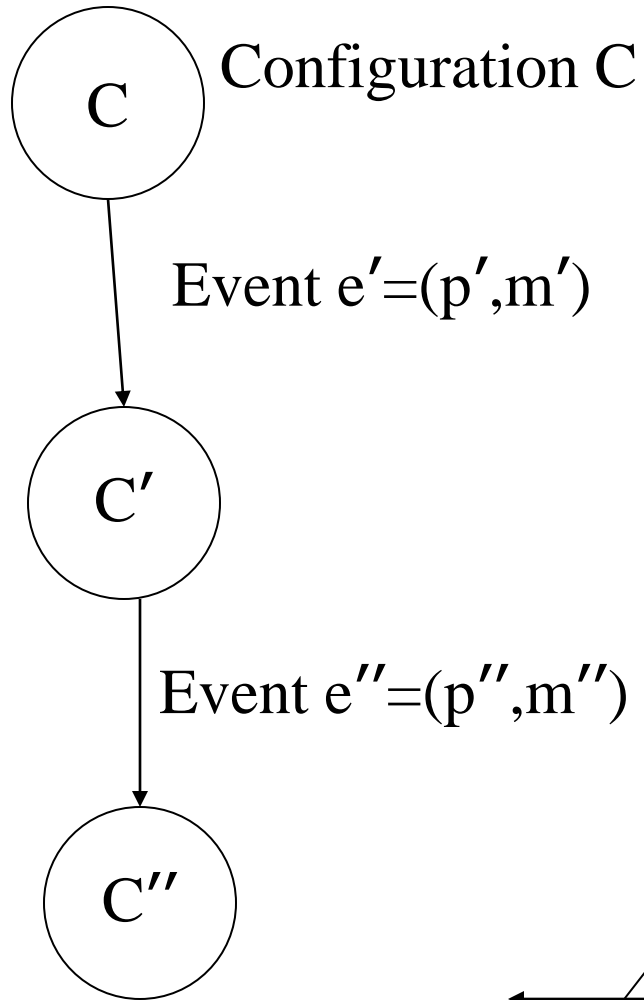 C
Configuration C
Event e′=(p′,m′)
C′
Event e′′=(p′′,m′′)
C′′